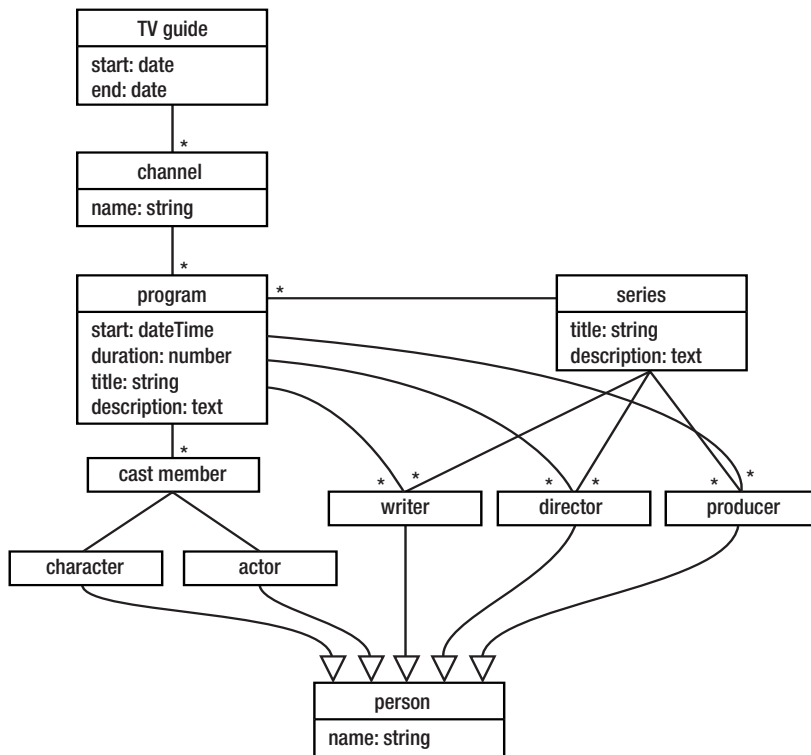 TV guide
start: date
end: date
*
channel
name: string
*
program
start: dateTime
duration: number
title: string
description: text
*
series
title: string
description: text
*
cast member
* *
writer
* *
director
* *
producer
character
actor
person
name: string